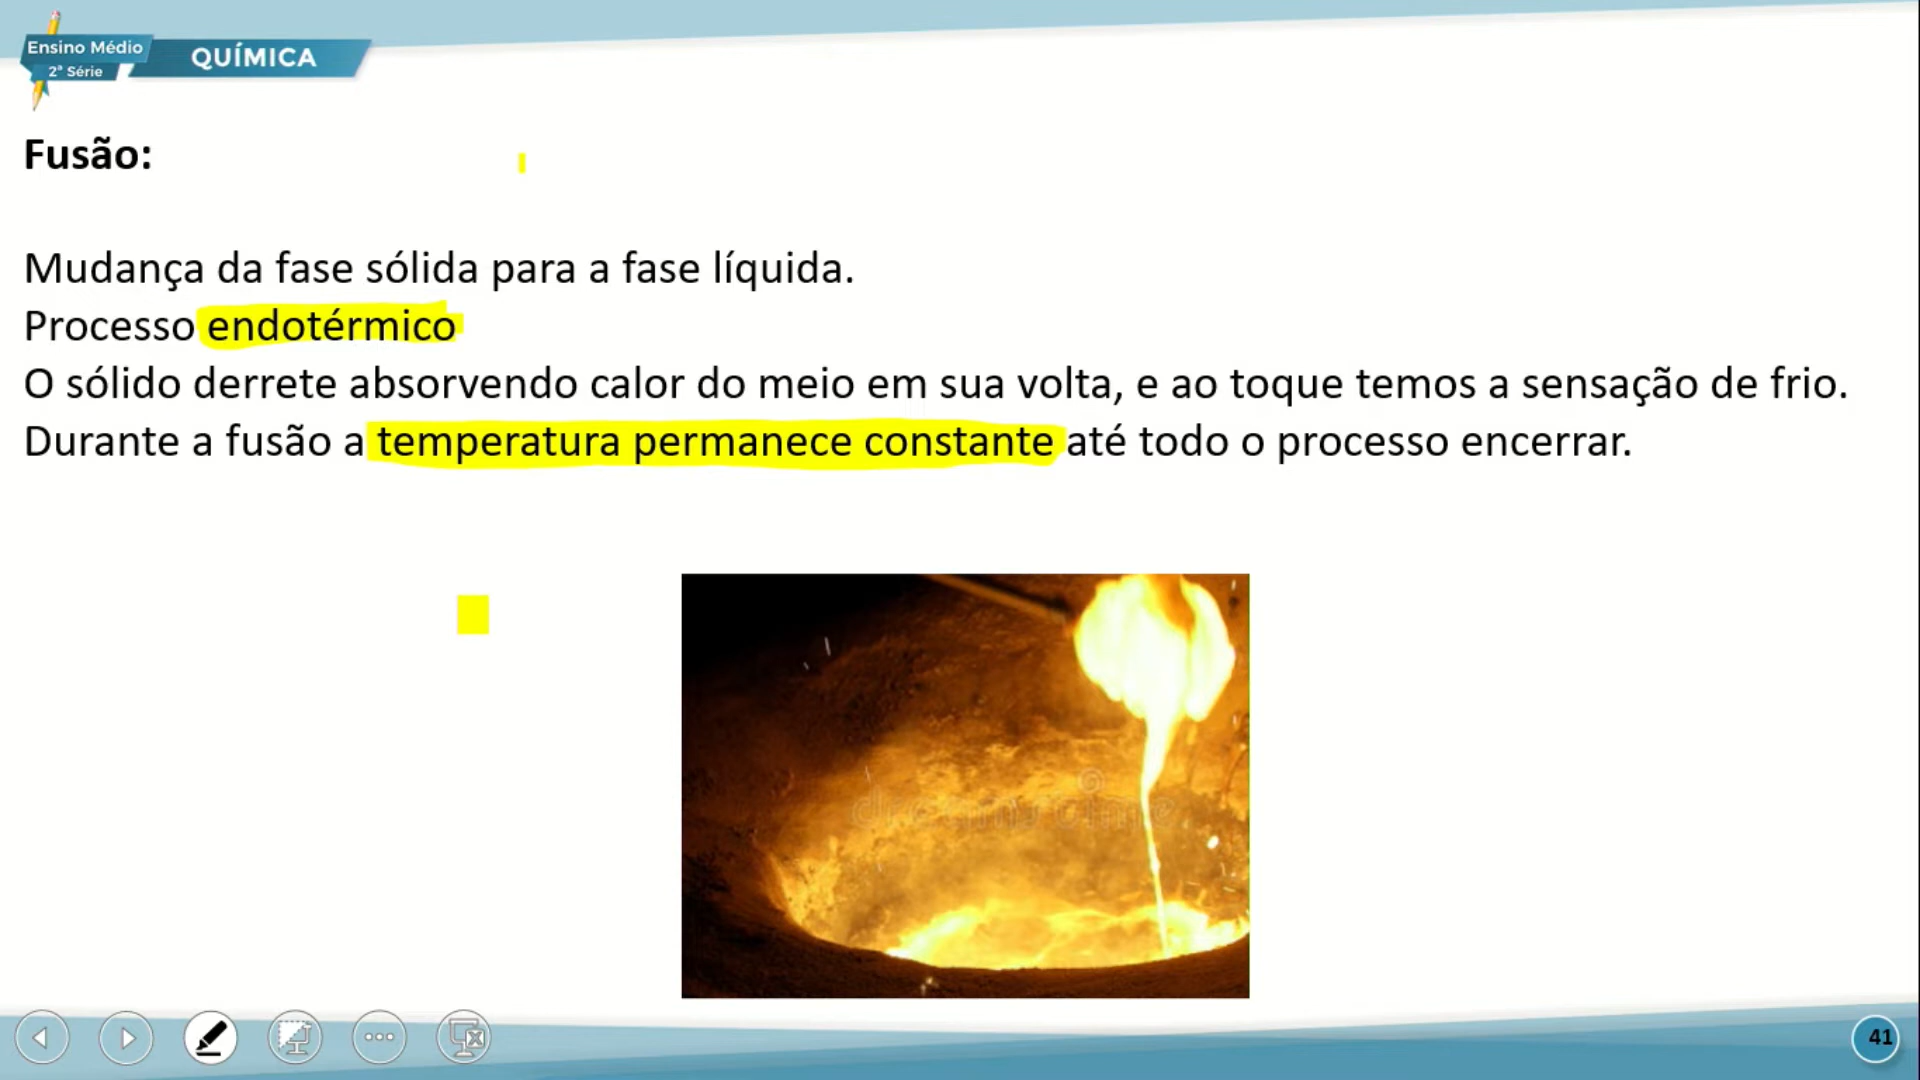 Ensino Médio
2ª Série
QUÍMICA
Fusão:
Mudança da fase sólida para a fase líquida.
Processo endotérmico
O sólido derrete absorvendo calor do meio em sua volta, e ao toque temos a sensação de frio.
Durante a fusão a temperatura permanece constante até todo o processo encerrar.
dreamstime
41